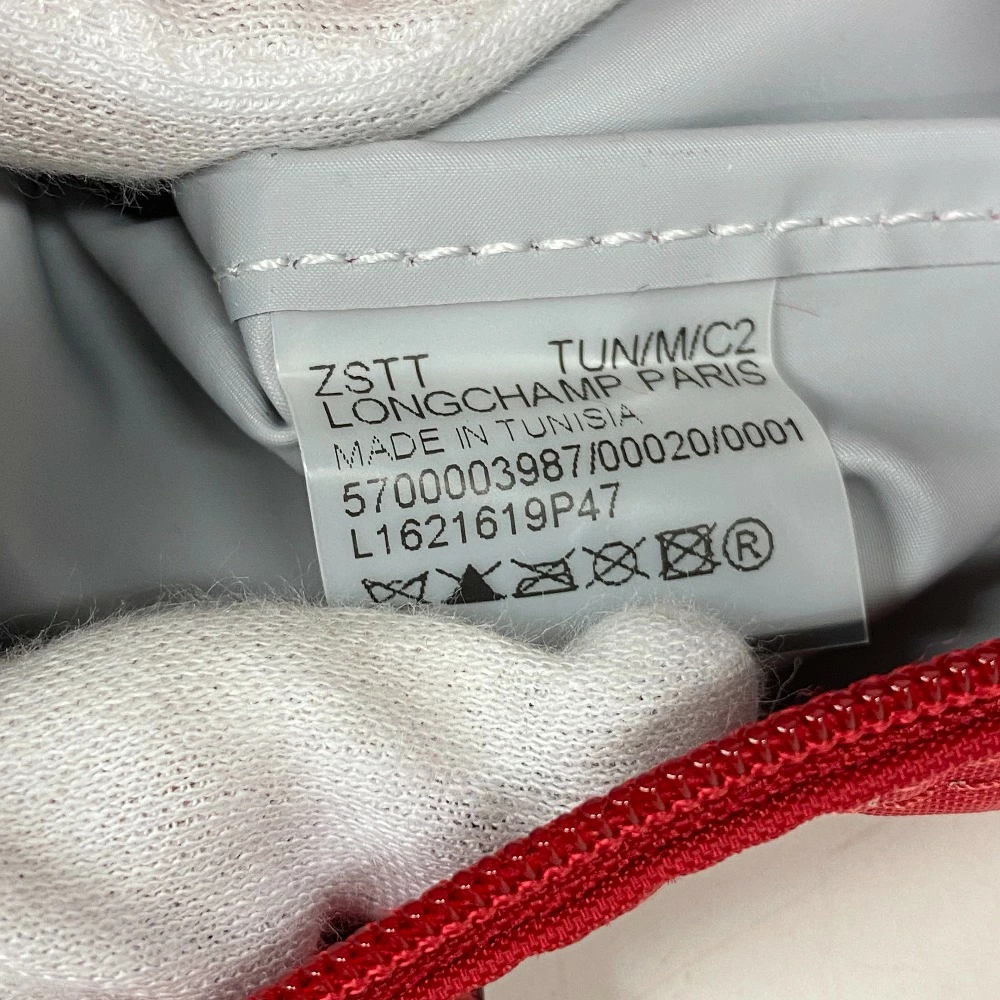 ZSTT TUN/M/C2
LONGCHAMP PARIS
MADE IN TUNISIA
5700003987/00020/0001
L1621619P47
®